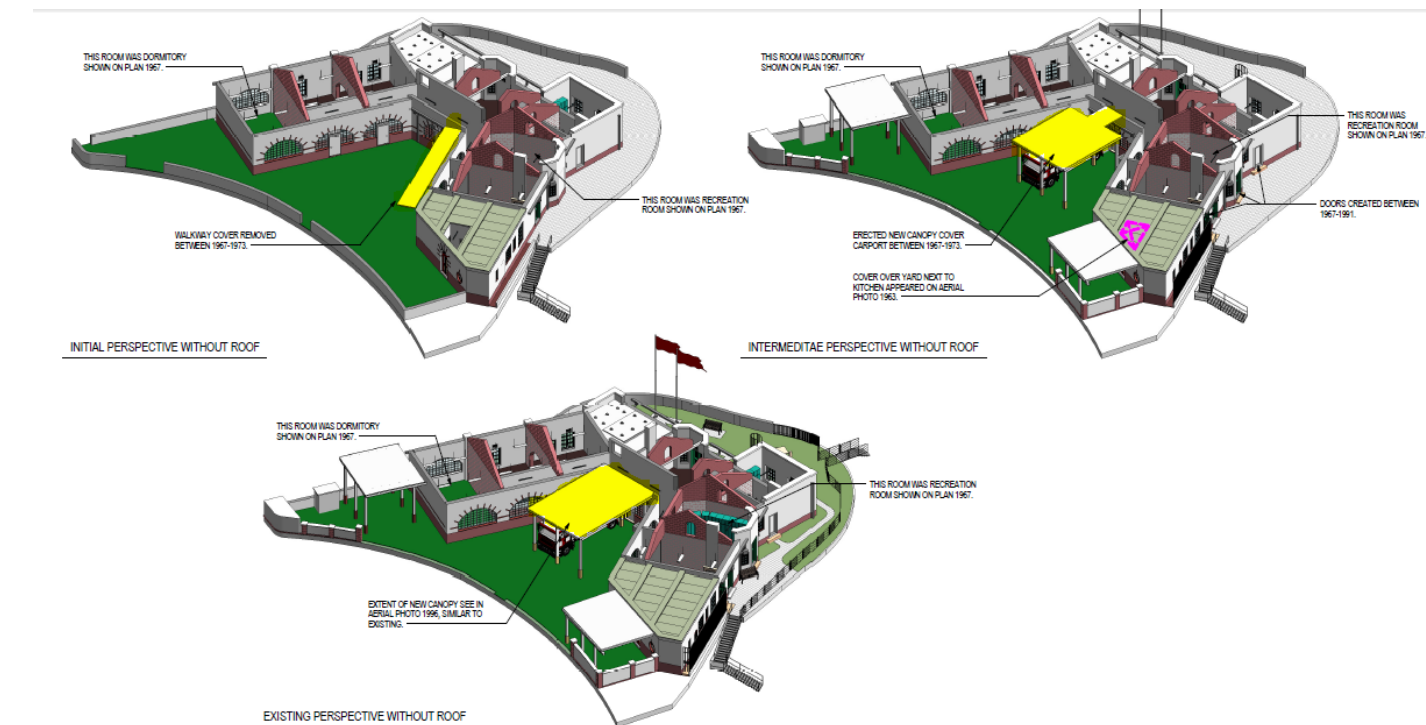 THIS ROOM WAS DORMITORY
SHOWN ON PLAN 1967.
WALKWAY COVER REMOVED
BETWEEN 1967-1973.
THIS ROOM WAS RECREATION
ROOM SHOWN ON PLAN 1967.
INITIAL PERSPECTIVE WITHOUT ROOF
THIS ROOM WAS DORMITORY
SHOWN ON PLAN 1967.
THIS ROOM WAS
RECREATION ROOM
SHOWN ON PLAN 1967.
DOORS CREATED BETWEEN
1967-1991.
ERECTED NEW CANOPY COVER
CARPORT BETWEEN 1967-1973.
COVER OVER YARD NEXT TO
KITCHEN APPEARED ON AERIAL
PHOTO 1963.
INTERMEDITAE PERSPECTIVE WITHOUT ROOF
THIS ROOM WAS DORMITORY
SHOWN ON PLAN 1967.
THIS ROOM WAS RECREATION
ROOM SHOWN ON PLAN 1967.
EXTENT OF NEW CANOPY SEE IN
AERIAL PHOTO 1996, SIMILAR TO
EXISTING.
EXISTING PERSPECTIVE WITHOUT ROOF